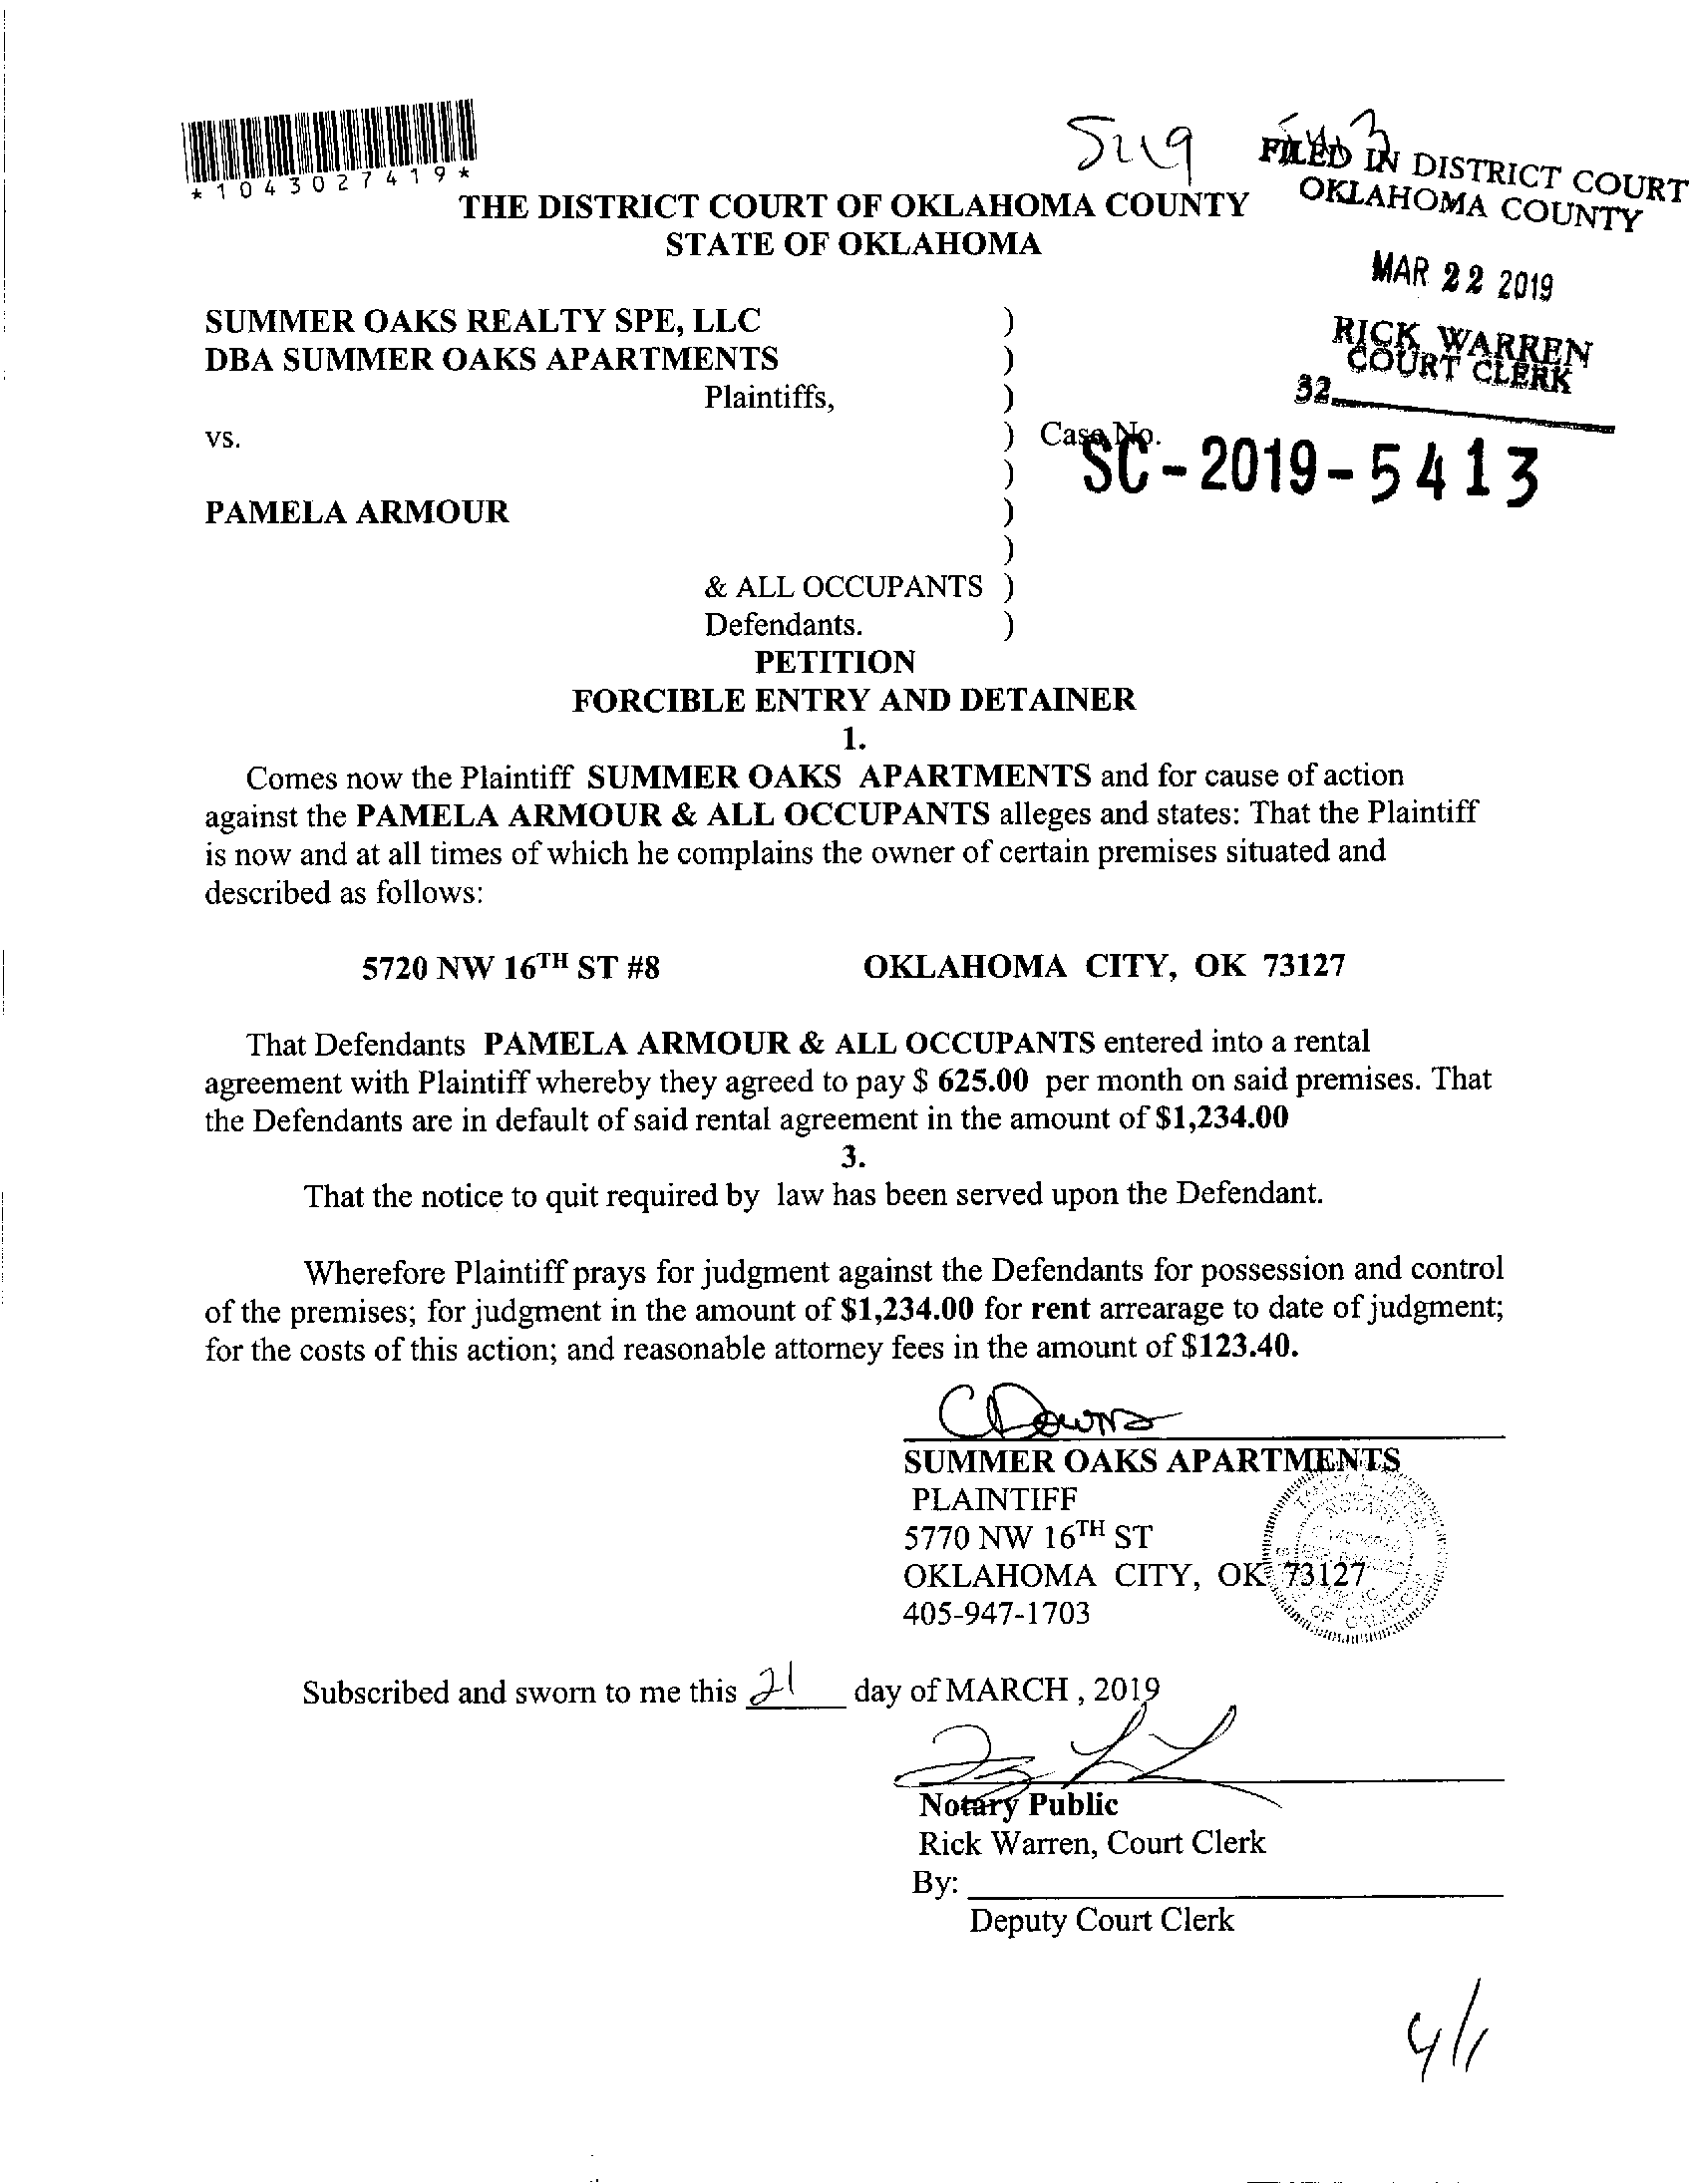 *1043027419*
5419
FILED IN DISTRICT COURT
OKLAHOMA COUNTY
MAR 22 2019
RICK WARREN
COURT CLERK
32
THE DISTRICT COURT OF OKLAHOMA COUNTY
STATE OF OKLAHOMA
SUMMER OAKS REALTY SPE, LLC )
DBA SUMMER OAKS APARTMENTS )
Plaintiffs, )
vs. ) Case No.
) SC-2019-5413
PAMELA ARMOUR )
)
& ALL OCCUPANTS )
Defendants. )
PETITION
FORCIBLE ENTRY AND DETAINER
1.
Comes now the Plaintiff SUMMER OAKS APARTMENTS and for cause of action
against the PAMELA ARMOUR & ALL OCCUPANTS alleges and states: That the Plaintiff
is now and at all times of which he complains the owner of certain premises situated and
described as follows:
5720 NW 16TH ST #8 OKLAHOMA CITY, OK 73127
That Defendants PAMELA ARMOUR & ALL OCCUPANTS entered into a rental
agreement with Plaintiff whereby they agreed to pay $ 625.00 per month on said premises. That
the Defendants are in default of said rental agreement in the amount of $1,234.00
3.
That the notice to quit required by law has been served upon the Defendant.
Wherefore Plaintiff prays for judgment against the Defendants for possession and control
of the premises; for judgment in the amount of $1,234.00 for rent arrearage to date of judgment;
for the costs of this action; and reasonable attorney fees in the amount of $123.40.
CDowns
SUMMER OAKS APARTMENTS
PLAINTIFF
5770 NW 16TH ST
OKLAHOMA CITY, OK 73127
405-947-1703
Subscribed and sworn to me this 21 day of MARCH , 2019
Notary Public
Rick Warren, Court Clerk
By:
Deputy Court Clerk
4/1